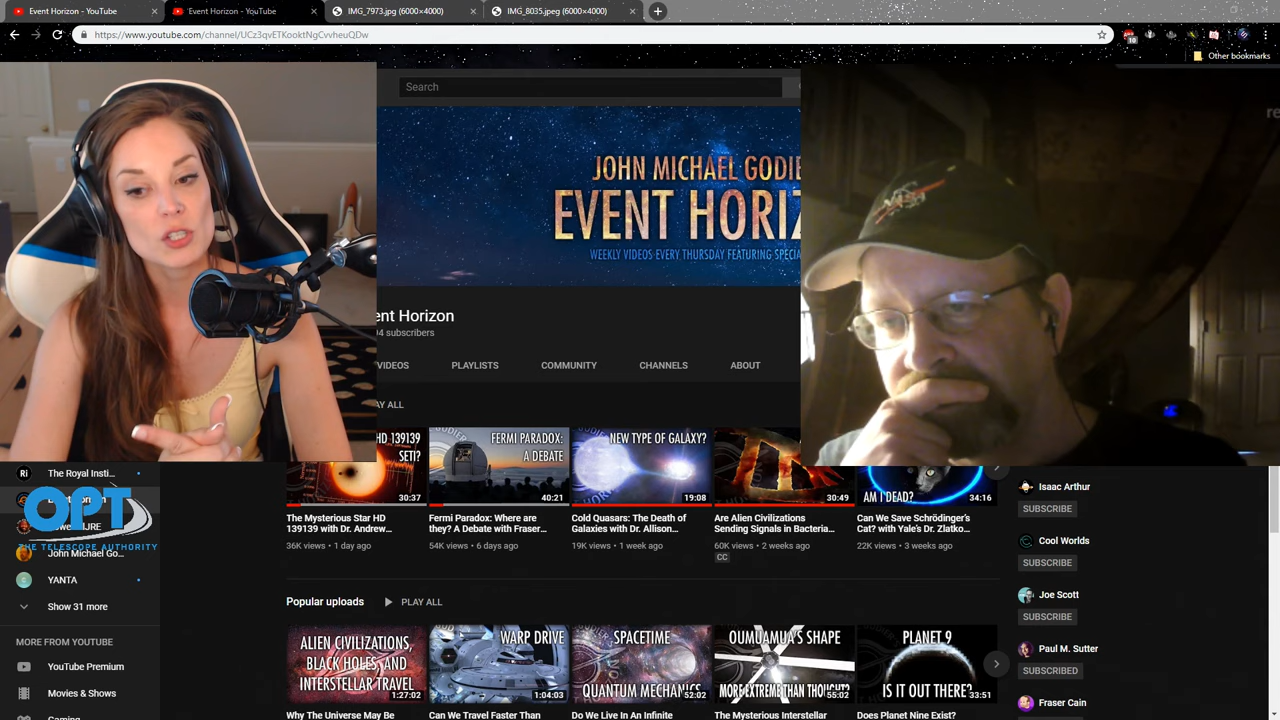 Event Horizon - YouTube
Event Horizon - YouTube
IMG_7973.jpg (6000×4000)
IMG_8035.jpeg (6000×4000)
https://www.youtube.com/channel/UCz3qvETKooktNgCvvheuQDw
Other bookmarks
Search
re
JOHN MICHAEL GODIE
EVENT HORIZ
WEEKLY VIDEOS EVERY THURSDAY FEATURING SPECIA
ent Horizon
94 subscribers
VIDEOS
PLAYLISTS
COMMUNITY
CHANNELS
ABOUT
AY ALL
HD 139139
SETI?
30:37
FERMI PARADOX:
A DEBATE
40:21
NEW TYPE OF GALAXY?
19:08
30:49
AM I DEAD?
34:16
The Mysterious Star HD
139139 with Dr. Andrew...
36K views • 1 day ago
Fermi Paradox: Where are
they? A Debate with Fraser...
54K views • 6 days ago
Cold Quasars: The Death of
Galaxies with Dr. Allison...
19K views • 1 week ago
Are Alien Civilizations
Sending Signals in Bacteria...
60K views • 2 weeks ago
CC
Can We Save Schrödinger's
Cat? with Yale's Dr. Zlatko...
22K views • 3 weeks ago
Ri
The Royal Insti...
OPT
THE TELESCOPE AUTHORITY
John Michael Go...
YANTA
Show 31 more
MORE FROM YOUTUBE
YouTube Premium
Movies & Shows
Gaming
Popular uploads
PLAY ALL
ALIEN CIVILIZATIONS,
BLACK HOLES, AND
INTERSTELLAR TRAVEL
1:27:02
WARP DRIVE
1:04:03
SPACETIME
QUANTUM MECHANICS
52:02
OUMUAMUA'S SHAPE
MORE EXTREME THAN THOUGHT?
55:02
PLANET 9
IS IT OUT THERE?
33:51
Why The Universe May Be
Can We Travel Faster Than
Do We Live In An Infinite
The Mysterious Interstellar
Does Planet Nine Exist?
Isaac Arthur
SUBSCRIBE
Cool Worlds
SUBSCRIBE
Joe Scott
SUBSCRIBE
Paul M. Sutter
SUBSCRIBED
Fraser Cain